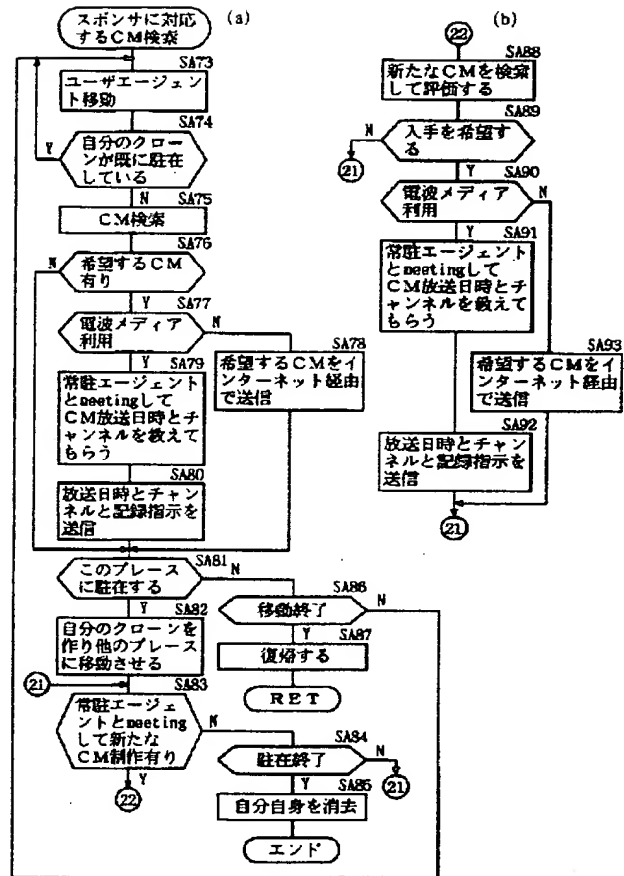 (a)
スポンサに対応
するCM検索
SA73
ユーザエージェン
ト移動
SA74
Y
自分のクロー
ンが既に駐在
している
N
SA75
CM検索
SA76
N
希望するCM
有り
Y
SA77
電波メディア
利用
N
Y
SA79
SA78
希望するCMをイ
ンターネット経由
で送信
常駐エージェント
とmeetingして
CM放送日時とチ
ャンネルを教えて
もらう
SA80
放送日時とチャン
ネルと記録指示を
送信
SA81
このプレース
に駐在する
N
Y
SA82
自分のクローンを
作り他のプレース
に移動させる
SA86
移動終了
N
Y
SA87
復帰する
RET
21
SA83
常駐エージェ
ントとmeeting
して新たな
CM制作有り
N
Y
22
SA84
駐在終了
N
21
Y
SA85
自分自身を消去
エンド
(b)
22
SA88
新たなCMを検索
して評価する
SA89
N
入手を希望す
る
21
Y
SA90
電波メディア
利用
N
Y
SA91
常駐エージェント
とmeetingして
CM放送日時とチ
ャンネルを教えて
もらう
SA93
希望するCMをイ
ンターネット経由
で送信
SA92
放送日時とチャン
ネルと記録指示を
送信
21